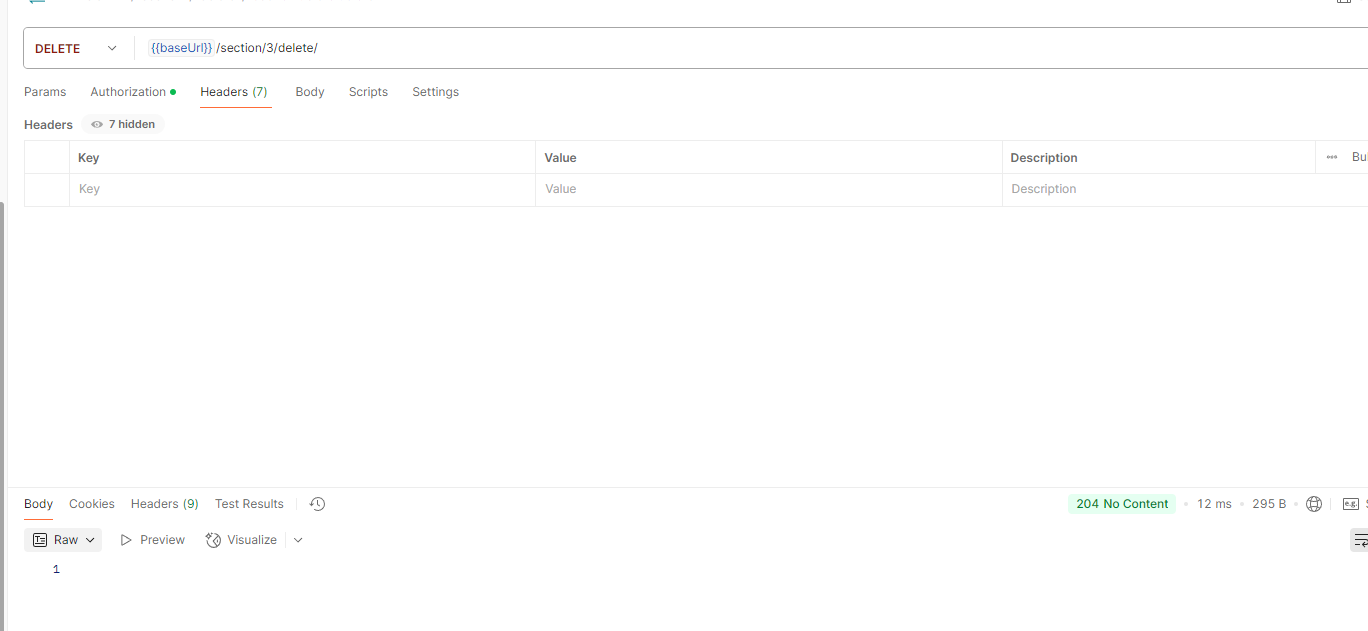 DELETE {{baseUrl}} /section/3/delete/
Params Authorization Headers (7) Body Scripts Settings
Headers 7 hidden
Key Value Description Bu
Key Value Description
Body Cookies Headers (9) Test Results 204 No Content 12 ms 295 B e.g.
Raw Preview Visualize
1